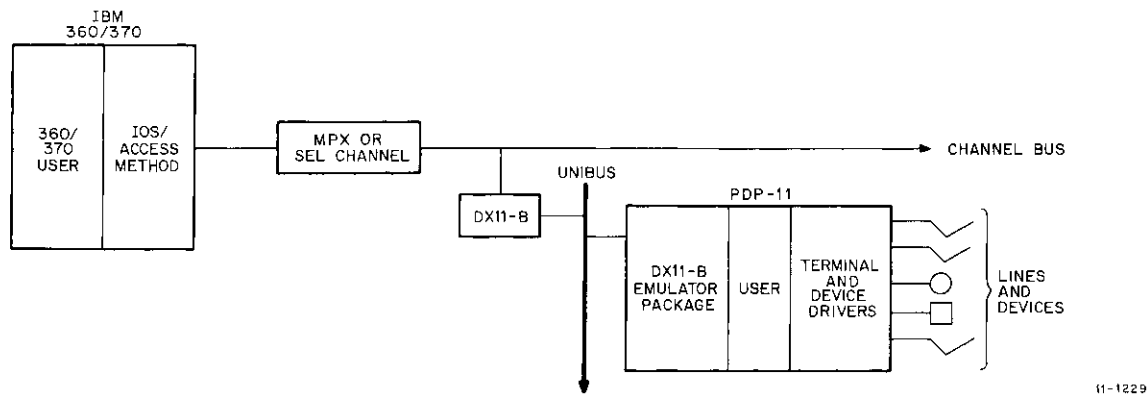 IBM
360/370
360/
370
USER
IOS/
ACCESS
METHOD
MPX OR
SEL CHANNEL
CHANNEL BUS
UNIBUS
DX11-B
PDP-11
DX11-B
EMULATOR
PACKAGE
USER
TERMINAL
AND
DEVICE
DRIVERS
LINES
AND
DEVICES
11-1229